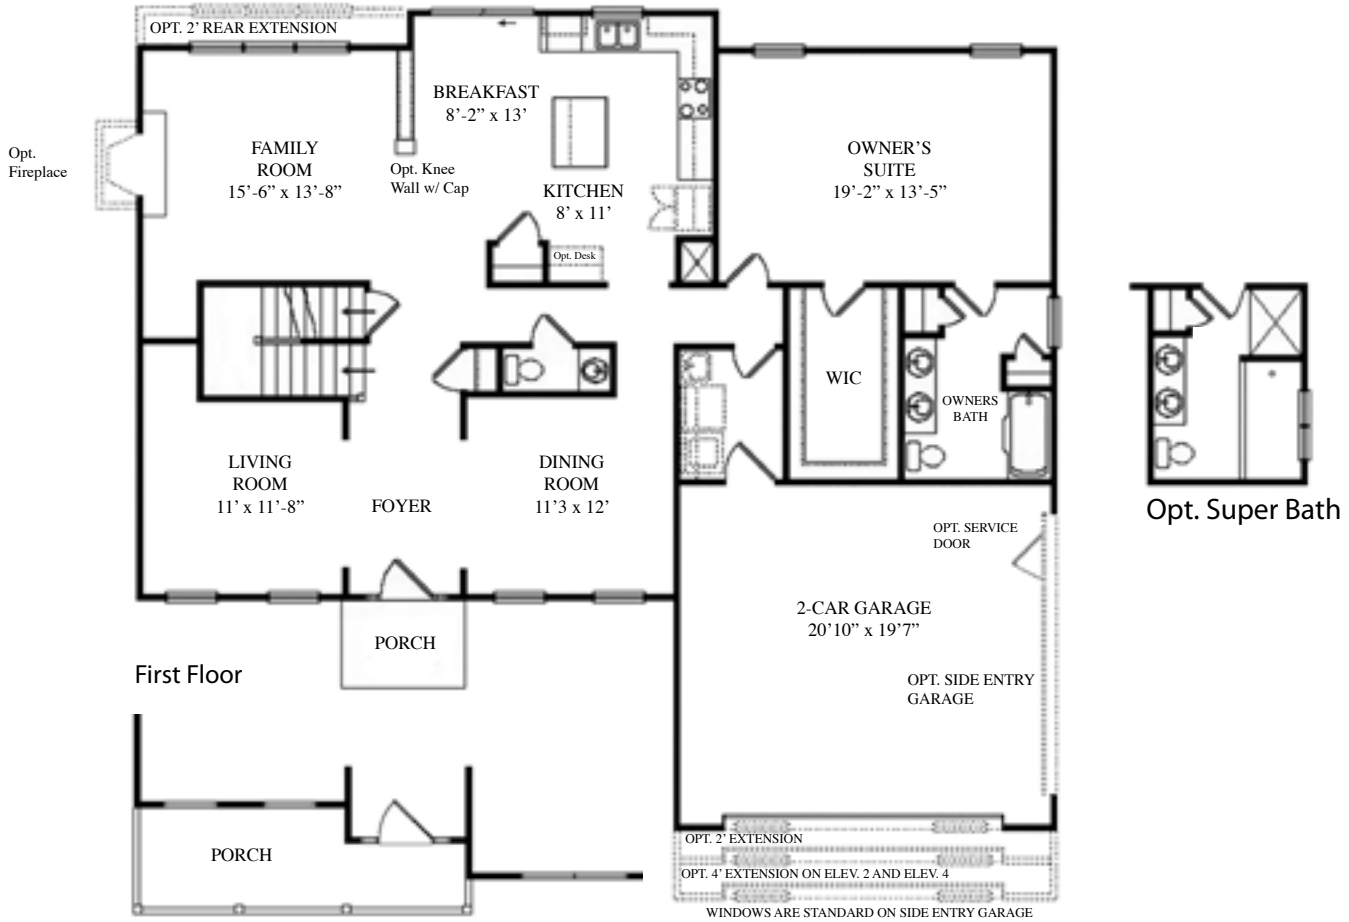 OPT. 2’ REAR EXTENSION
BREAKFAST
8’-2” x 13’
Opt.
Fireplace
FAMILY
ROOM
15’-6” x 13’-8”
Opt. Knee
Wall w/ Cap
KITCHEN
8’ x 11’
OWNER’S
SUITE
19’-2” x 13’-5”
Opt. Desk
WIC
OWNERS
BATH
LIVING
ROOM
11’ x 11’-8”
FOYER
DINING
ROOM
11’3 x 12’
Opt. Super Bath
OPT. SERVICE
DOOR
2-CAR GARAGE
20’10” x 19’7”
PORCH
First Floor
OPT. SIDE ENTRY
GARAGE
PORCH
OPT. 2’ EXTENSION
OPT. 4’ EXTENSION ON ELEV. 2 AND ELEV. 4
WINDOWS ARE STANDARD ON SIDE ENTRY GARAGE